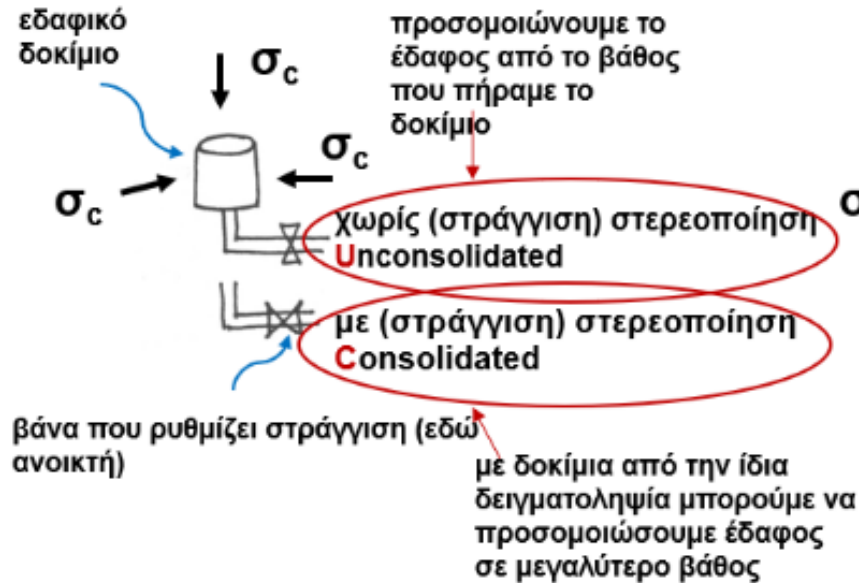 εδαφικό
δοκίμιο
σc
σc
σc
προσομοιώνουμε το
έδαφος από το βάθος
που πήραμε το
δοκίμιο
χωρίς (στράγγιση) στερεοποίηση
Unconsolidated
σ
με (στράγγιση) στερεοποίηση
Consolidated
βάνα που ρυθμίζει στράγγιση (εδώ
ανοικτή)
με δοκίμια από την ίδια
δειγματοληψία μπορούμε να
προσομοιώσουμε έδαφος
σε μεγαλύτερο βάθος